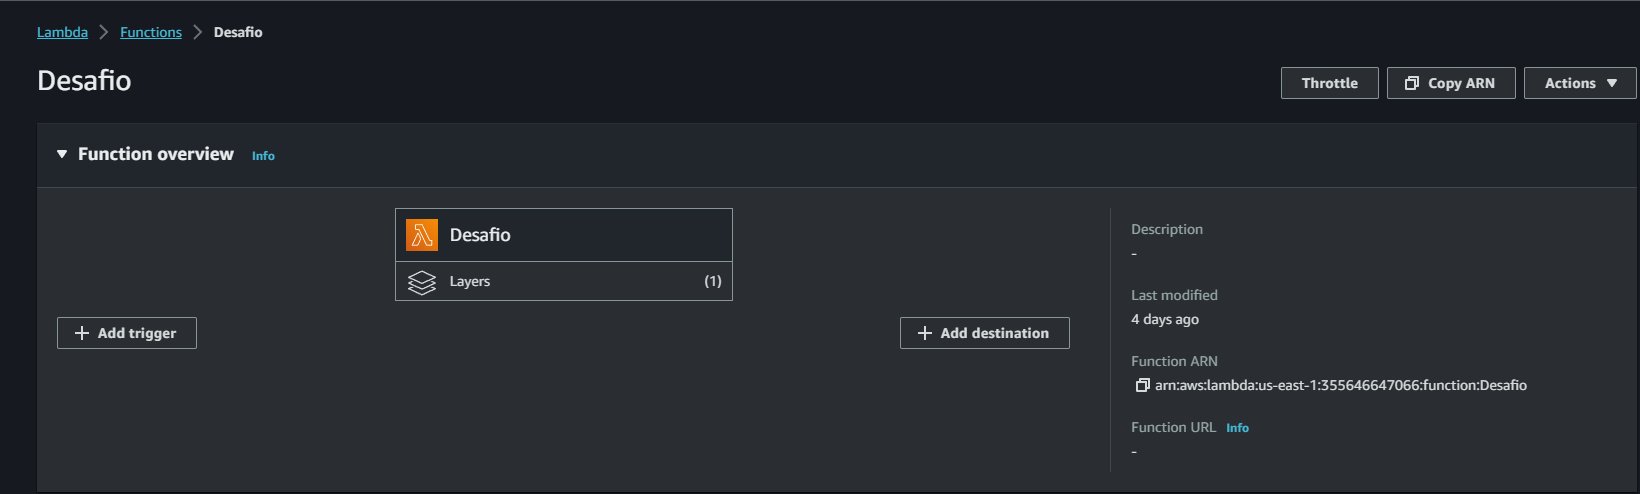 Lambda > Functions > Desafio
Desafio
Throttle
Copy ARN
Actions
Function overview Info
Desafio
Layers (1)
Add trigger
Add destination
Description
-
Last modified
4 days ago
Function ARN
arn:aws:lambda:us-east-1:355646647066:function:Desafio
Function URL Info
-